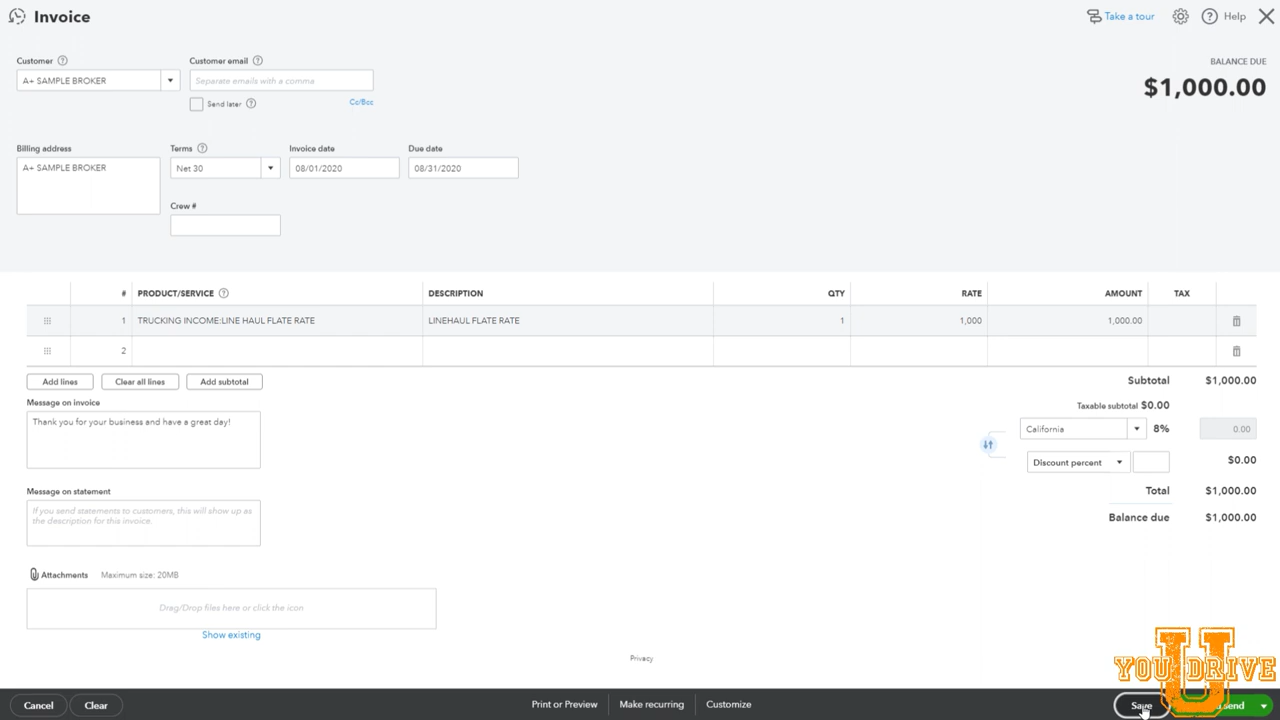 Invoice
Take a tour
Help
Customer
Customer email
BALANCE DUE
A+ SAMPLE BROKER
Separate emails with a comma
$1,000.00
Send later
Cc/Bcc
Billing address
Terms
Invoice date
Due date
A+ SAMPLE BROKER
Net 30
08/01/2020
08/31/2020
Crew #
# PRODUCT/SERVICE DESCRIPTION QTY RATE AMOUNT TAX
1 TRUCKING INCOME:LINE HAUL FLATE RATE LINEHAUL FLATE RATE 1 1,000 1,000.00
2
Add lines Clear all lines Add subtotal
Subtotal $1,000.00
Message on invoice
Taxable subtotal $0.00
Thank you for your business and have a great day!
California 8% 0.00
Discount percent $0.00
Message on statement
Total $1,000.00
If you send statements to customers, this will show up as
the description for this invoice.
Balance due $1,000.00
Attachments Maximum size: 20MB
Drag/Drop files here or click the icon
Show existing
Privacy
YOU DRIVE
U
Cancel Clear Print or Preview Make recurring Customize Save send